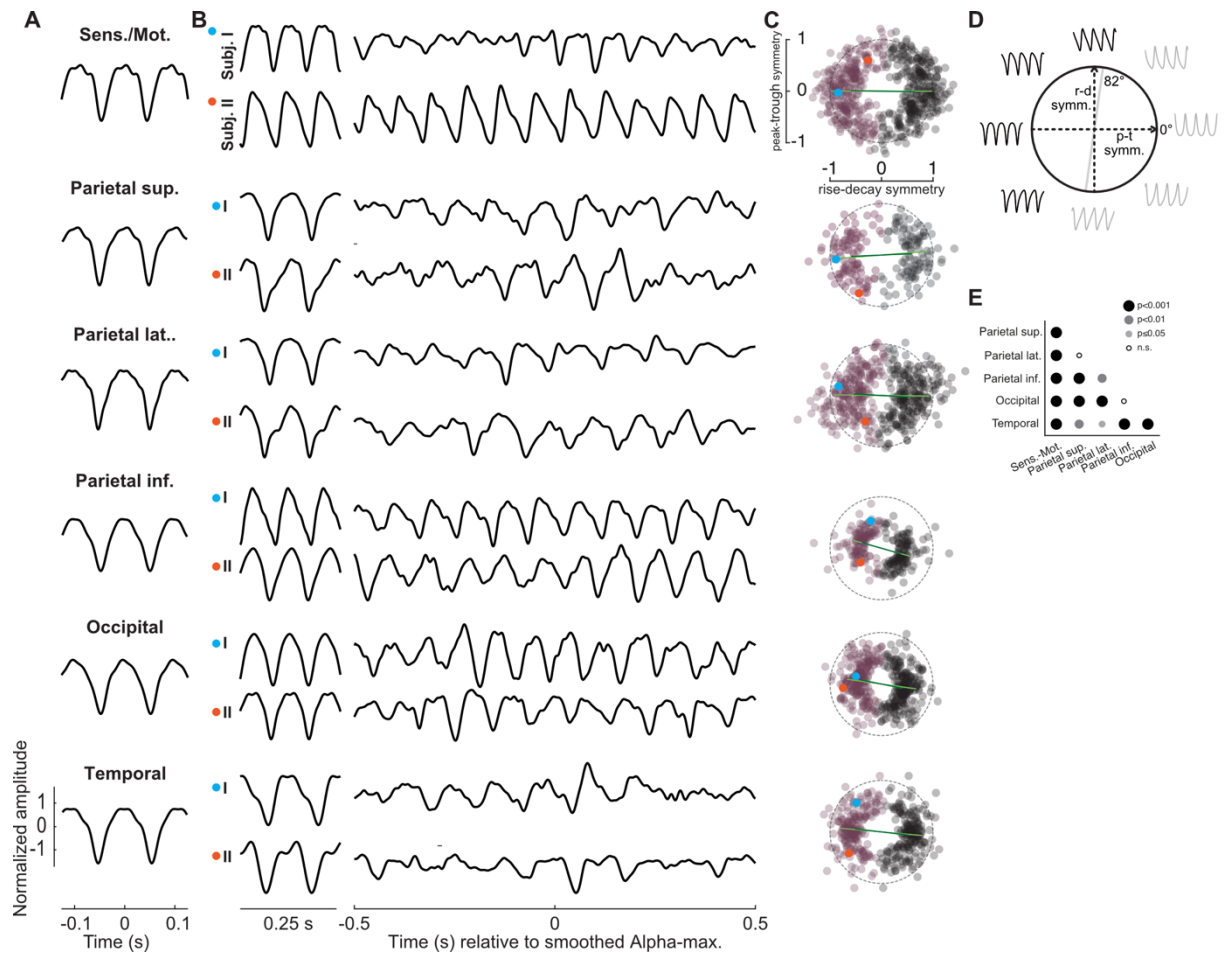 A
B
C
D
Sens./Mot.
Subj. I
Subj. II
peak-trough symmetry
1
0
-1
-1
0
1
rise-decay symmetry
r-d
symm.
82°
0°
p-t
symm.
Parietal sup.
I
II
E
p<0.001
p<0.01
p≤0.05
n.s.
Parietal sup.
Parietal lat.
Parietal inf.
Occipital
Temporal
Sens.-Mot.
Parietal sup.
Parietal lat.
Parietal inf.
Occipital
Parietal lat..
I
II
Parietal inf.
I
II
Occipital
I
II
Temporal
I
II
Normalized amplitude
1
0
-1
-0.1
0
0.1
Time (s)
0.25 s
-0.5
0
0.5
Time (s) relative to smoothed Alpha-max.